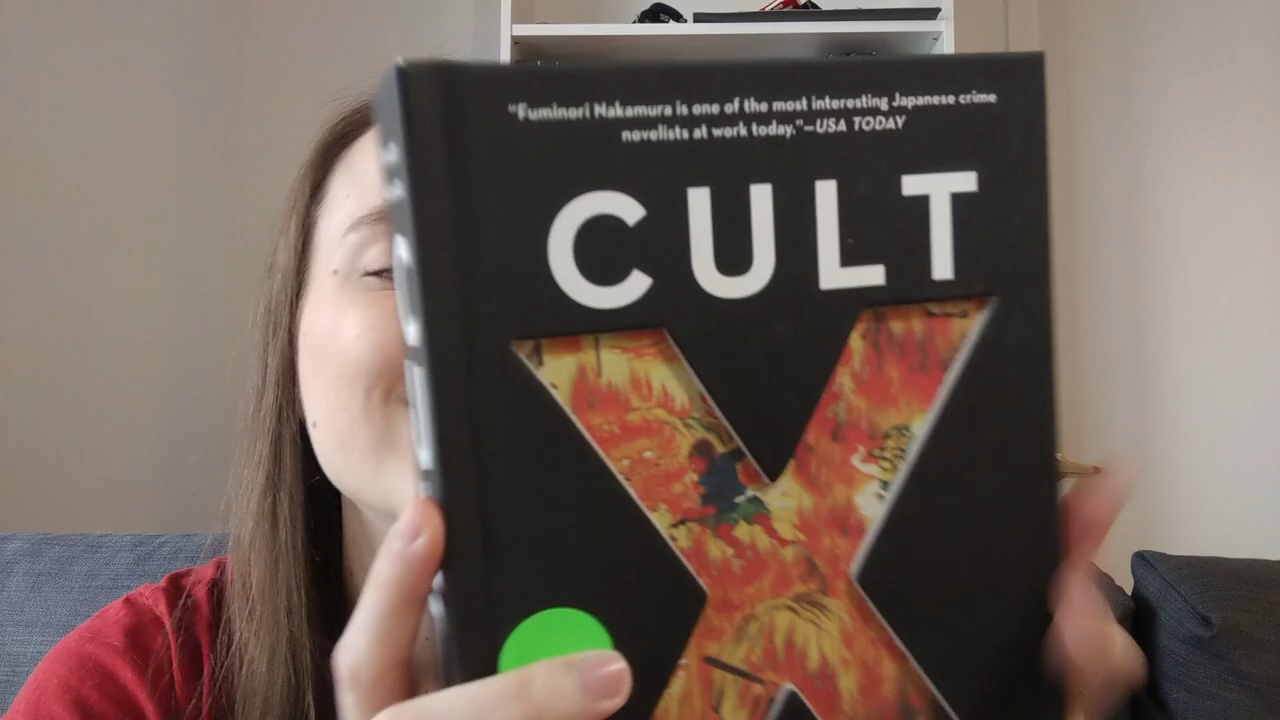 “Fuminori Nakamura is one of the most interesting Japanese crime
novelists at work today.”—USA TODAY
CULT
X